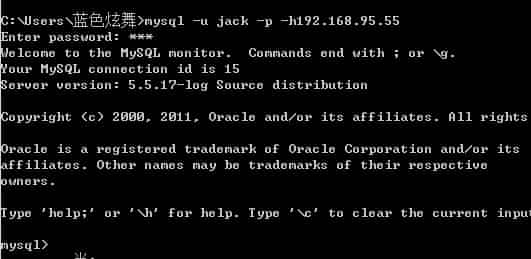 C:\Users\蓝色炫舞>mysql -u jack -p -h192.168.95.55
Enter password: ***
Welcome to the MySQL monitor.  Commands end with ; or \g.
Your MySQL connection id is 15
Server version: 5.5.17-log Source distribution
Copyright (c) 2000, 2011, Oracle and/or its affiliates. All rights
Oracle is a registered trademark of Oracle Corporation and/or its
affiliates. Other names may be trademarks of their respective
owners.
Type 'help;' or '\h' for help. Type '\c' to clear the current inpu
mysql>